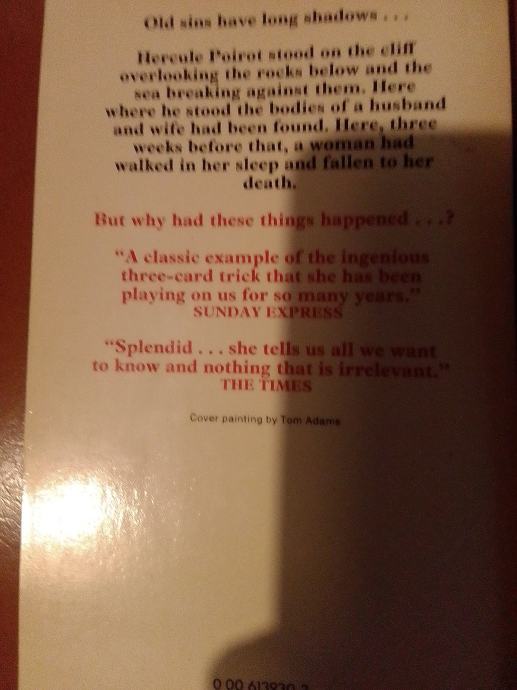 Old sins have long shadows . . .
Hercule Poirot stood on the cliff
overlooking the rocks below and the
sea breaking against them. Here
where he stood the bodies of a husband
and wife had been found. Here, three
weeks before that, a woman had
walked in her sleep and fallen to her
death.
But why had these things happened . . .?
“A classic example of the ingenious
three-card trick that she has been
playing on us for so many years.”
SUNDAY EXPRESS
“Splendid . . . she tells us all we want
to know and nothing that is irrelevant.”
THE TIMES
Cover painting by Tom Adams
0 00 613930